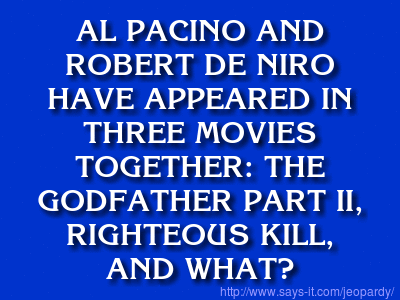 AL PACINO AND
ROBERT DE NIRO
HAVE APPEARED IN
THREE MOVIES
TOGETHER: THE
GODFATHER PART II,
RIGHTEOUS KILL,
AND WHAT?
http://www.says-it.com/jeopardy/